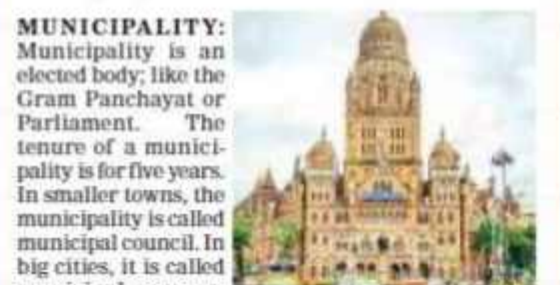 MUNICIPALITY:
Municipality is an
elected body; like the
Gram Panchayat or
Parliament. The
tenure of a munici-
pality is for five years.
In smaller towns, the
municipality is called
municipal council. In
big cities, it is called